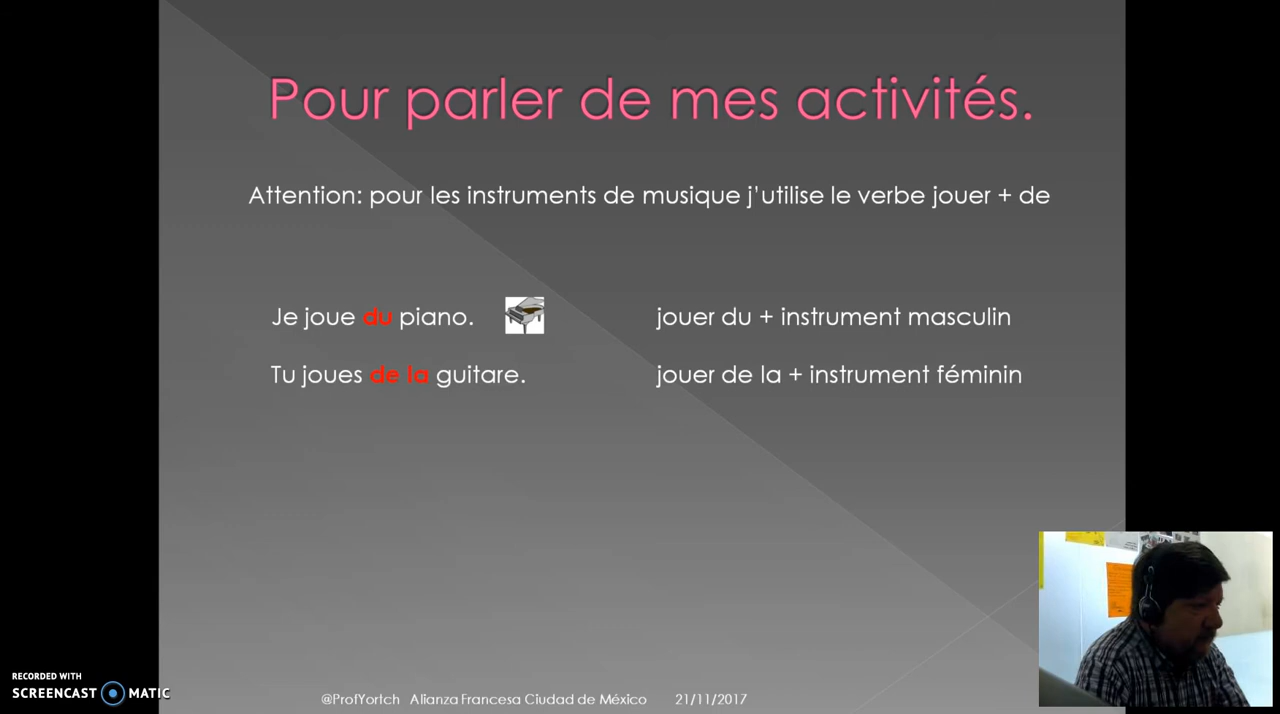 Pour parler de mes activités.
Attention: pour les instruments de musique j'utilise le verbe jouer + de
Je joue du piano.
jouer du + instrument masculin
Tu joues de la guitare.
jouer de la + instrument féminin
RECORDED WITH
SCREENCAST MATIC
@ProfYortch Alianza Francesa Ciudad de México 21/11/2017